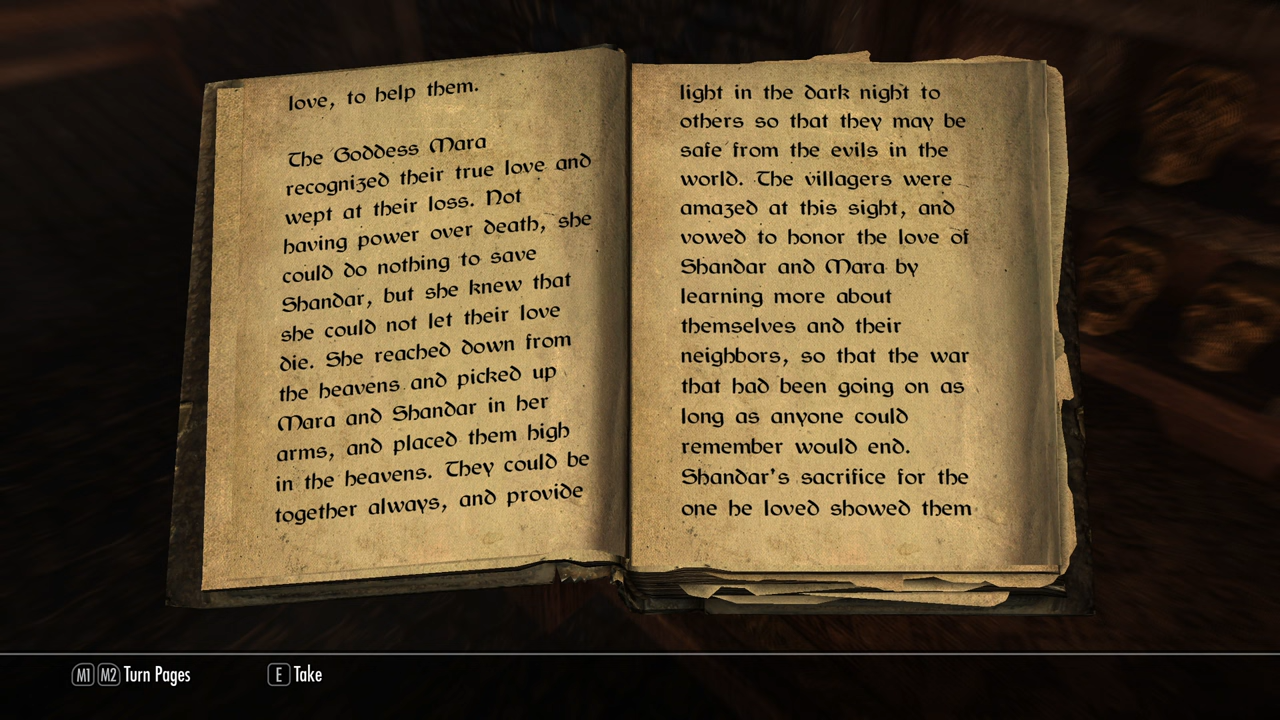 love, to help them.
The Goddess Mara
recognized their true love and
wept at their loss. Not
having power over death, she
could do nothing to save
Shandar, but she knew that
she could not let their love
die. She reached down from
the heavens and picked up
Mara and Shandar in her
arms, and placed them high
in the heavens. They could be
together always, and provide
light in the dark night to
others so that they may be
safe from the evils in the
world. The villagers were
amazed at this sight, and
vowed to honor the love of
Shandar and Mara by
learning more about
themselves and their
neighbors, so that the war
that had been going on as
long as anyone could
remember would end.
Shandar's sacrifice for the
one he loved showed them
M1 M2 Turn Pages E Take